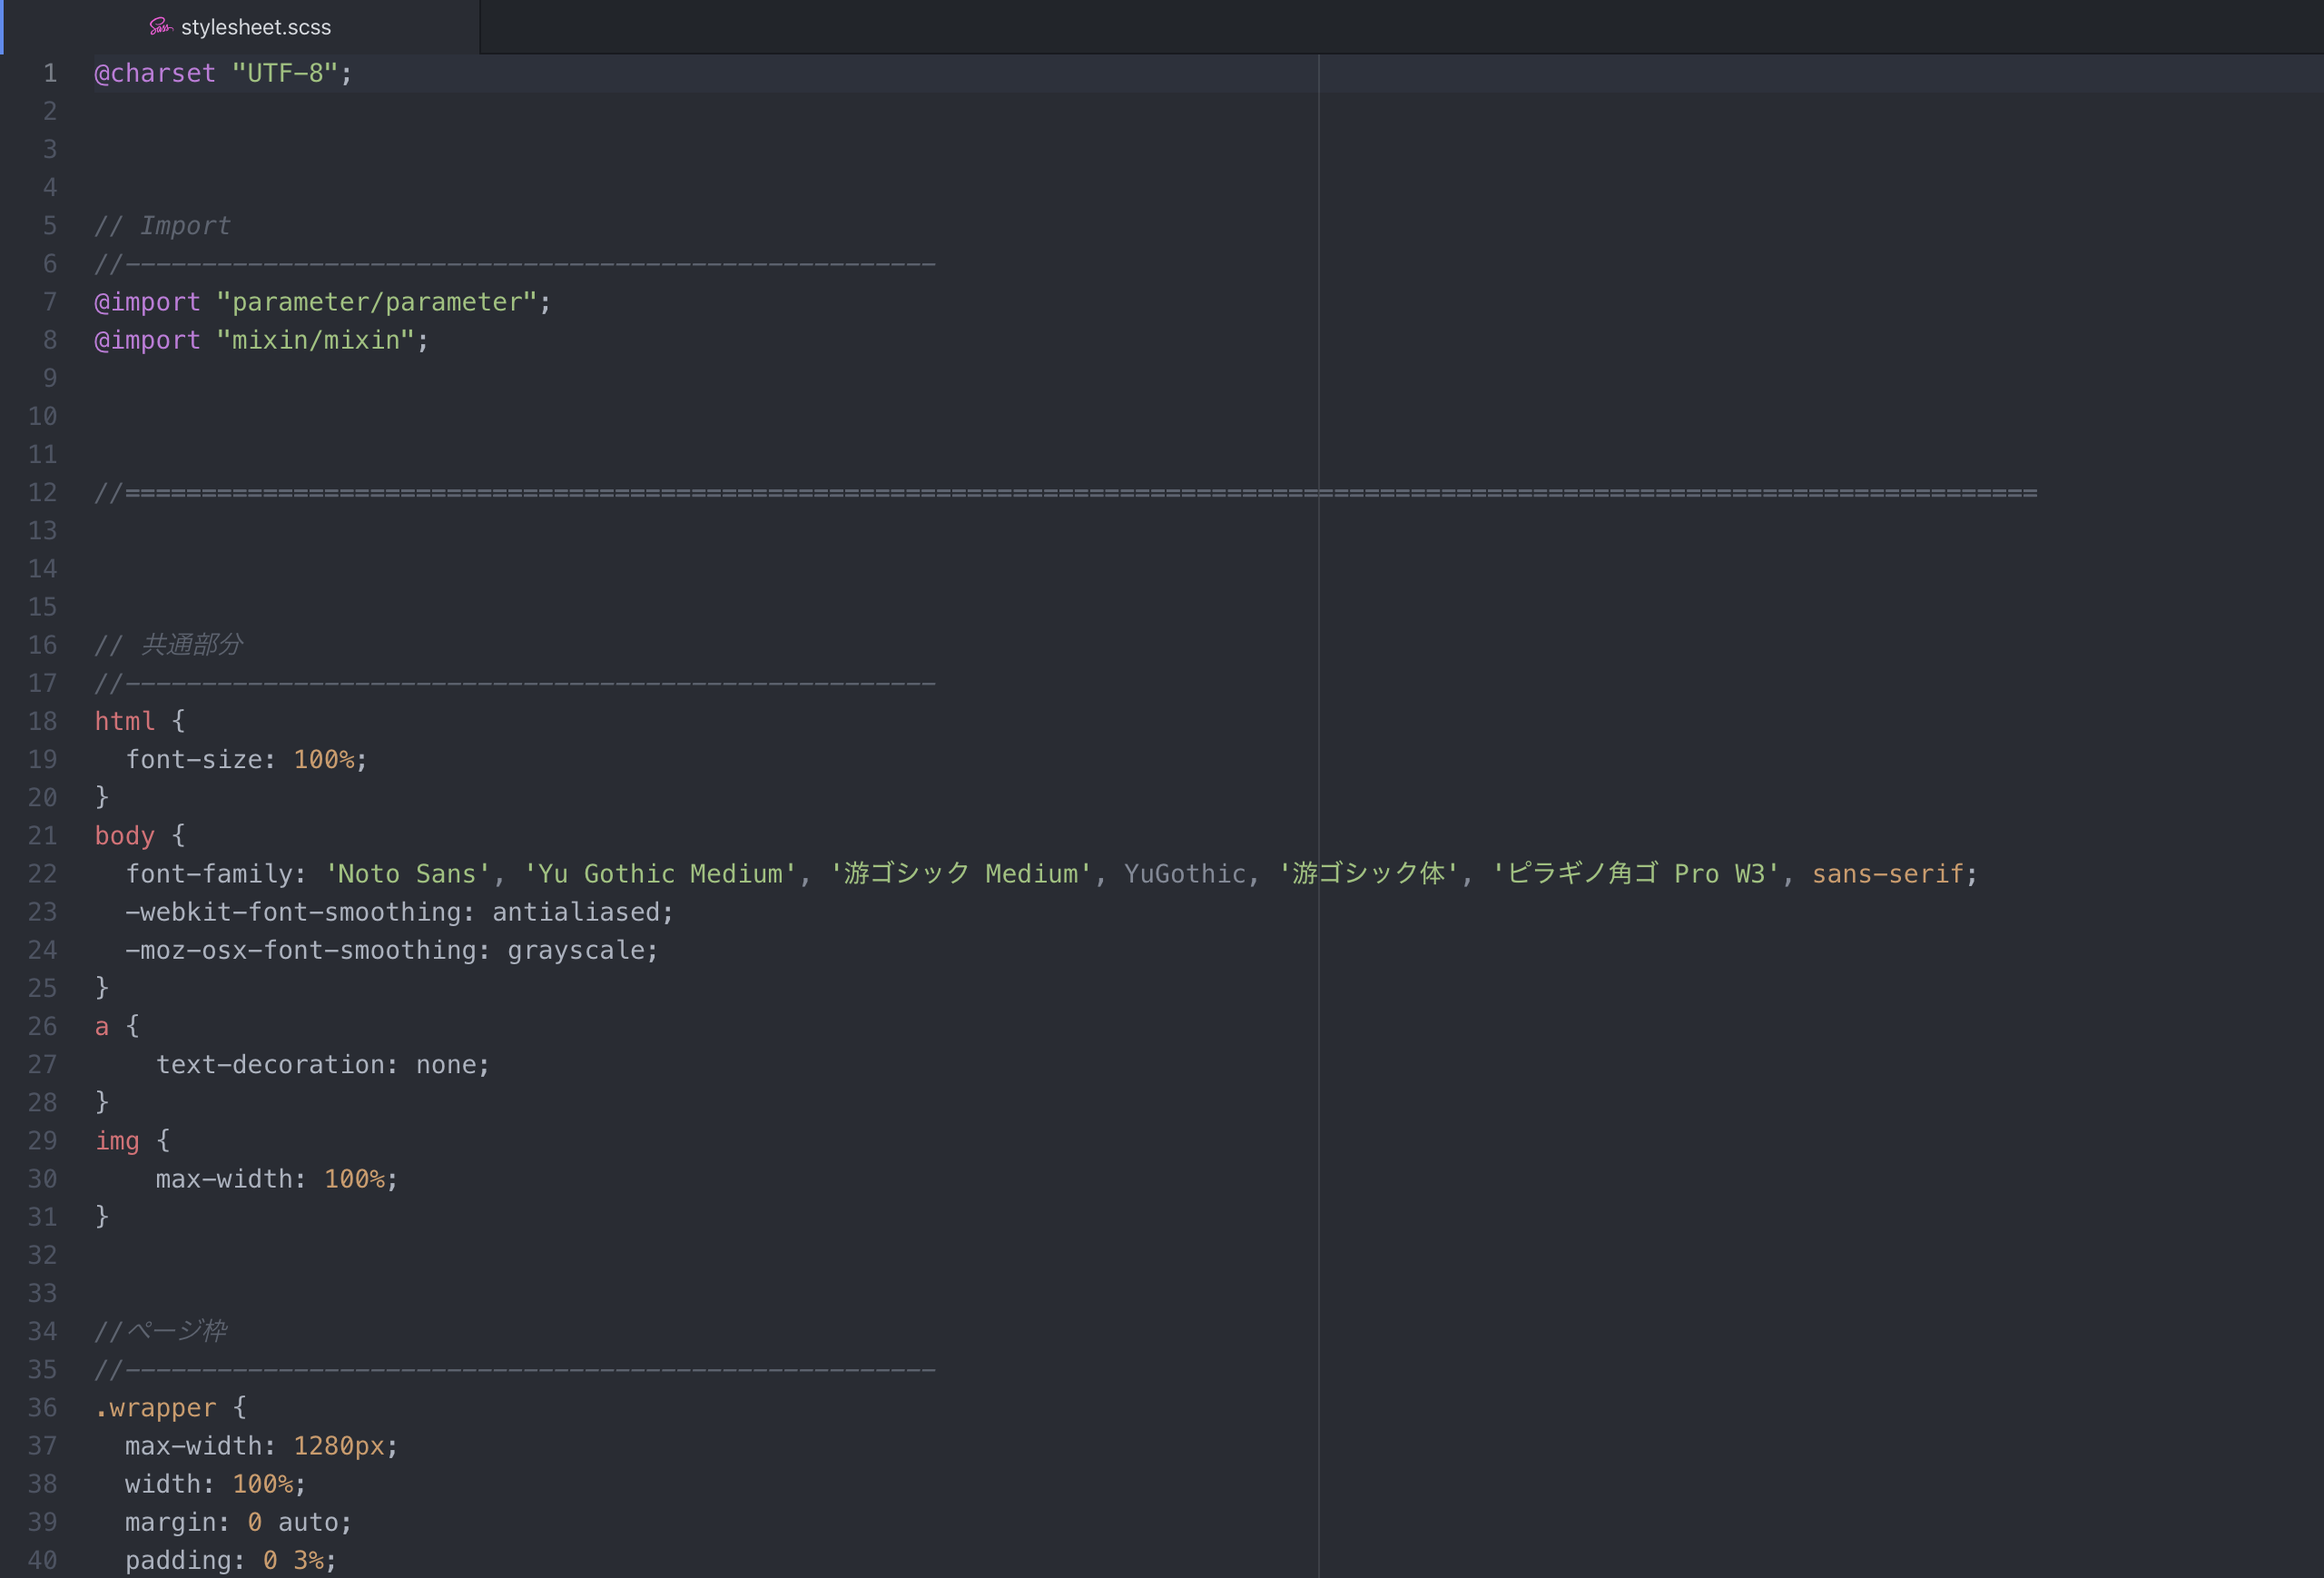 stylesheet.scss
1 @charset "UTF-8";
2
3
4
5 // Import
6 //-----------------------------------------------------
7 @import "parameter/parameter";
8 @import "mixin/mixin";
9
10
11
12 //=============================================================================================================================
13
14
15
16 // 共通部分
17 //-----------------------------------------------------
18 html {
19   font-size: 100%;
20 }
21 body {
22   font-family: 'Noto Sans', 'Yu Gothic Medium', '游ゴシック Medium', YuGothic, '游ゴシック体', 'ピラギノ角ゴ Pro W3', sans-serif;
23   -webkit-font-smoothing: antialiased;
24   -moz-osx-font-smoothing: grayscale;
25 }
26 a {
27     text-decoration: none;
28 }
29 img {
30     max-width: 100%;
31 }
32
33
34 //ページ枠
35 //-----------------------------------------------------
36 .wrapper {
37   max-width: 1280px;
38   width: 100%;
39   margin: 0 auto;
40   padding: 0 3%;